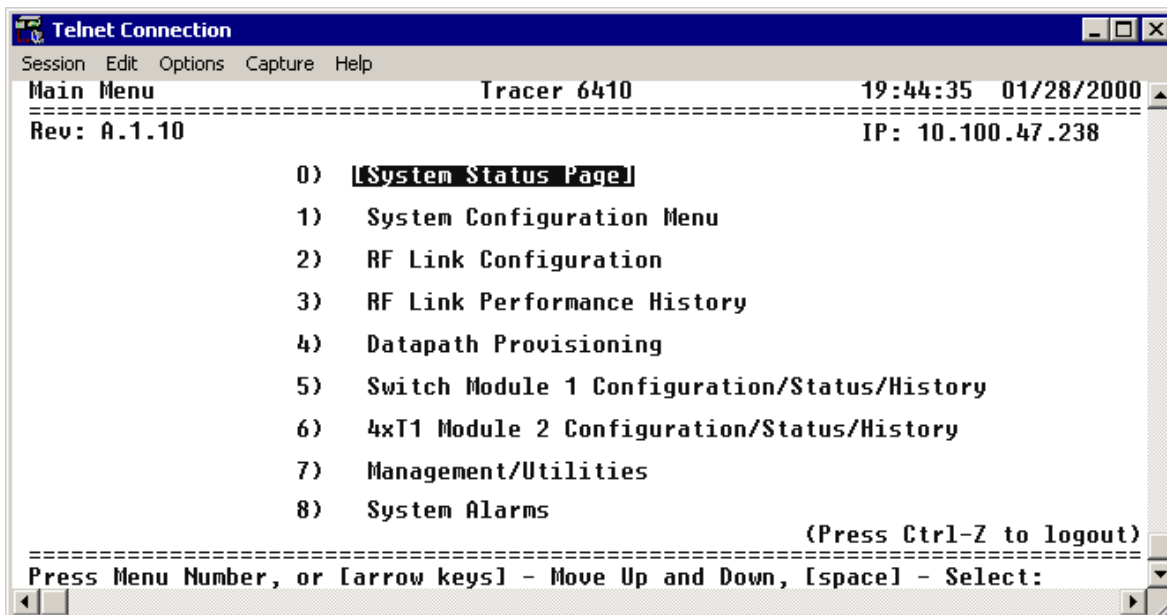 Telnet Connection
Session Edit Options Capture Help
Main Menu Tracer 6410 19:44:35 01/28/2000
================================================================================
Rev: A.1.10 IP: 10.100.47.238
0) [System Status Page]
1) System Configuration Menu
2) RF Link Configuration
3) RF Link Performance History
4) Datapath Provisioning
5) Switch Module 1 Configuration/Status/History
6) 4xT1 Module 2 Configuration/Status/History
7) Management/Utilities
8) System Alarms
(Press Ctrl-Z to logout)
================================================================================
Press Menu Number, or [arrow keys] - Move Up and Down, [space] - Select: